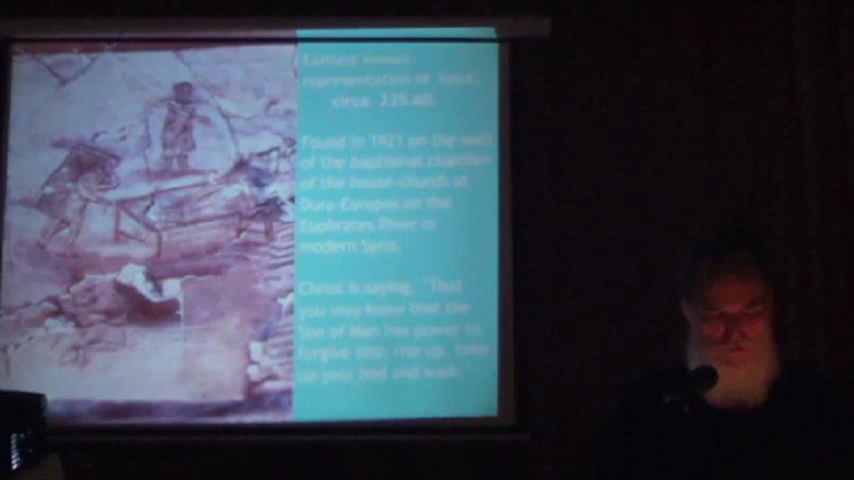 Earliest known
representation of Jesus,
circa 235 AD.
Found in 1921 on the wall
of the baptismal chamber
of the house-church at
Dura-Europos on the
Euphrates River in
modern Syria.
Christ is saying, "That
you may know that the
Son of Man has power to
forgive sins: rise up, take
up your bed and walk."